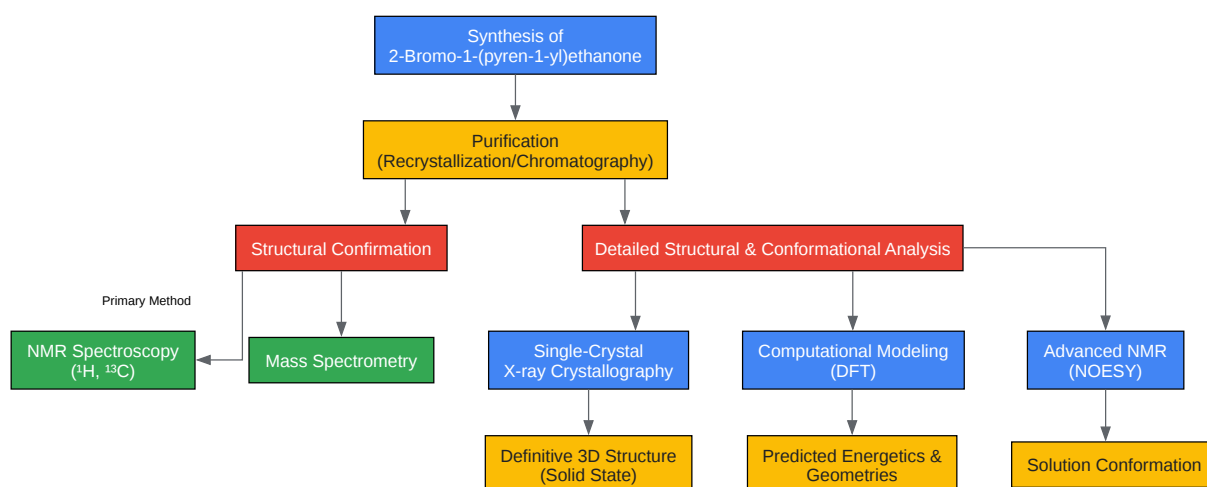 Synthesis of
2-Bromo-1-(pyren-1-yl)ethanone
Purification
(Recrystallization/Chromatography)
Structural Confirmation
Detailed Structural & Conformational Analysis
Primary Method
NMR Spectroscopy
(¹H, ¹³C)
Mass Spectrometry
Single-Crystal
X-ray Crystallography
Computational Modeling
(DFT)
Advanced NMR
(NOESY)
Definitive 3D Structure
(Solid State)
Predicted Energetics &
Geometries
Solution Conformation